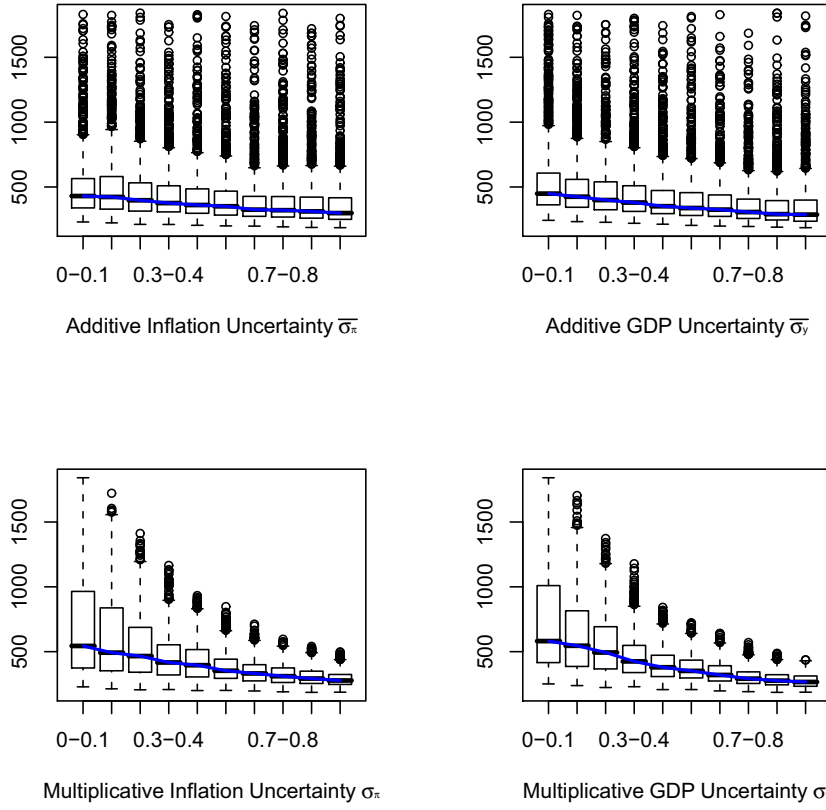 500 1000 1500
0−0.1 0.3−0.4 0.7−0.8
Additive Inflation Uncertainty σπ
500 1000 1500
0−0.1 0.3−0.4 0.7−0.8
Additive GDP Uncertainty σy
500 1000 1500
0−0.1 0.3−0.4 0.7−0.8
Multiplicative Inflation Uncertainty σπ
500 1000 1500
0−0.1 0.3−0.4 0.7−0.8
Multiplicative GDP Uncertainty σ